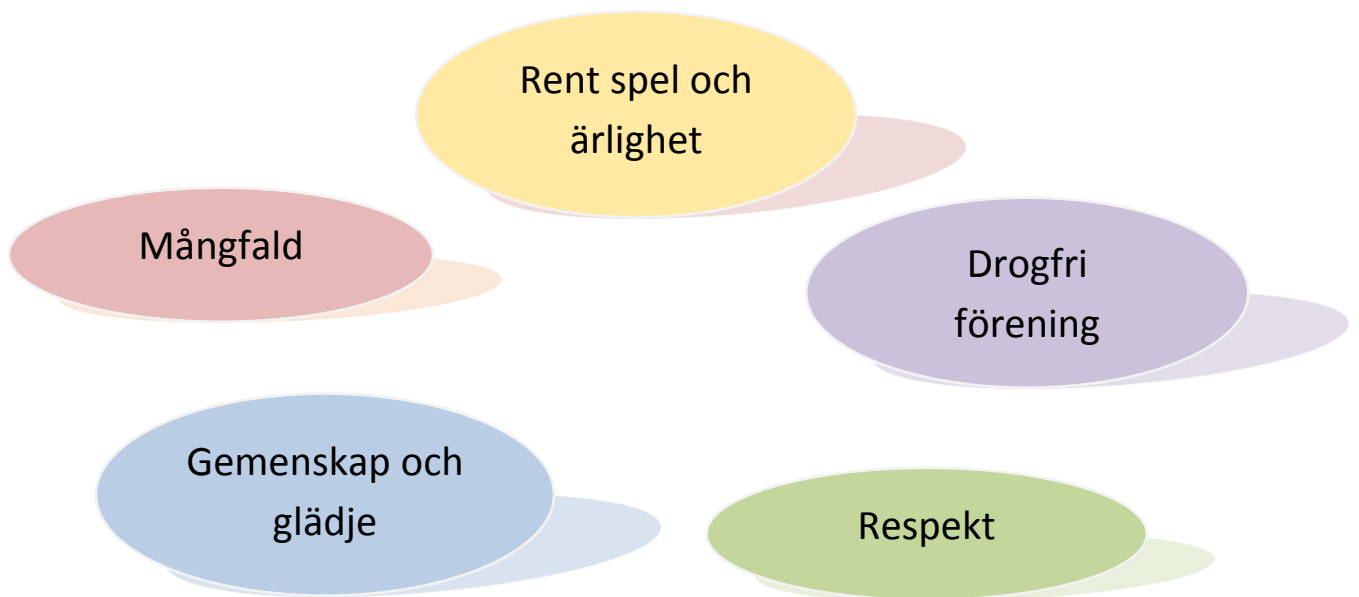 Rent spel och
ärlighet
Mångfald
Drogfri
förening
Gemenskap och
glädje
Respekt